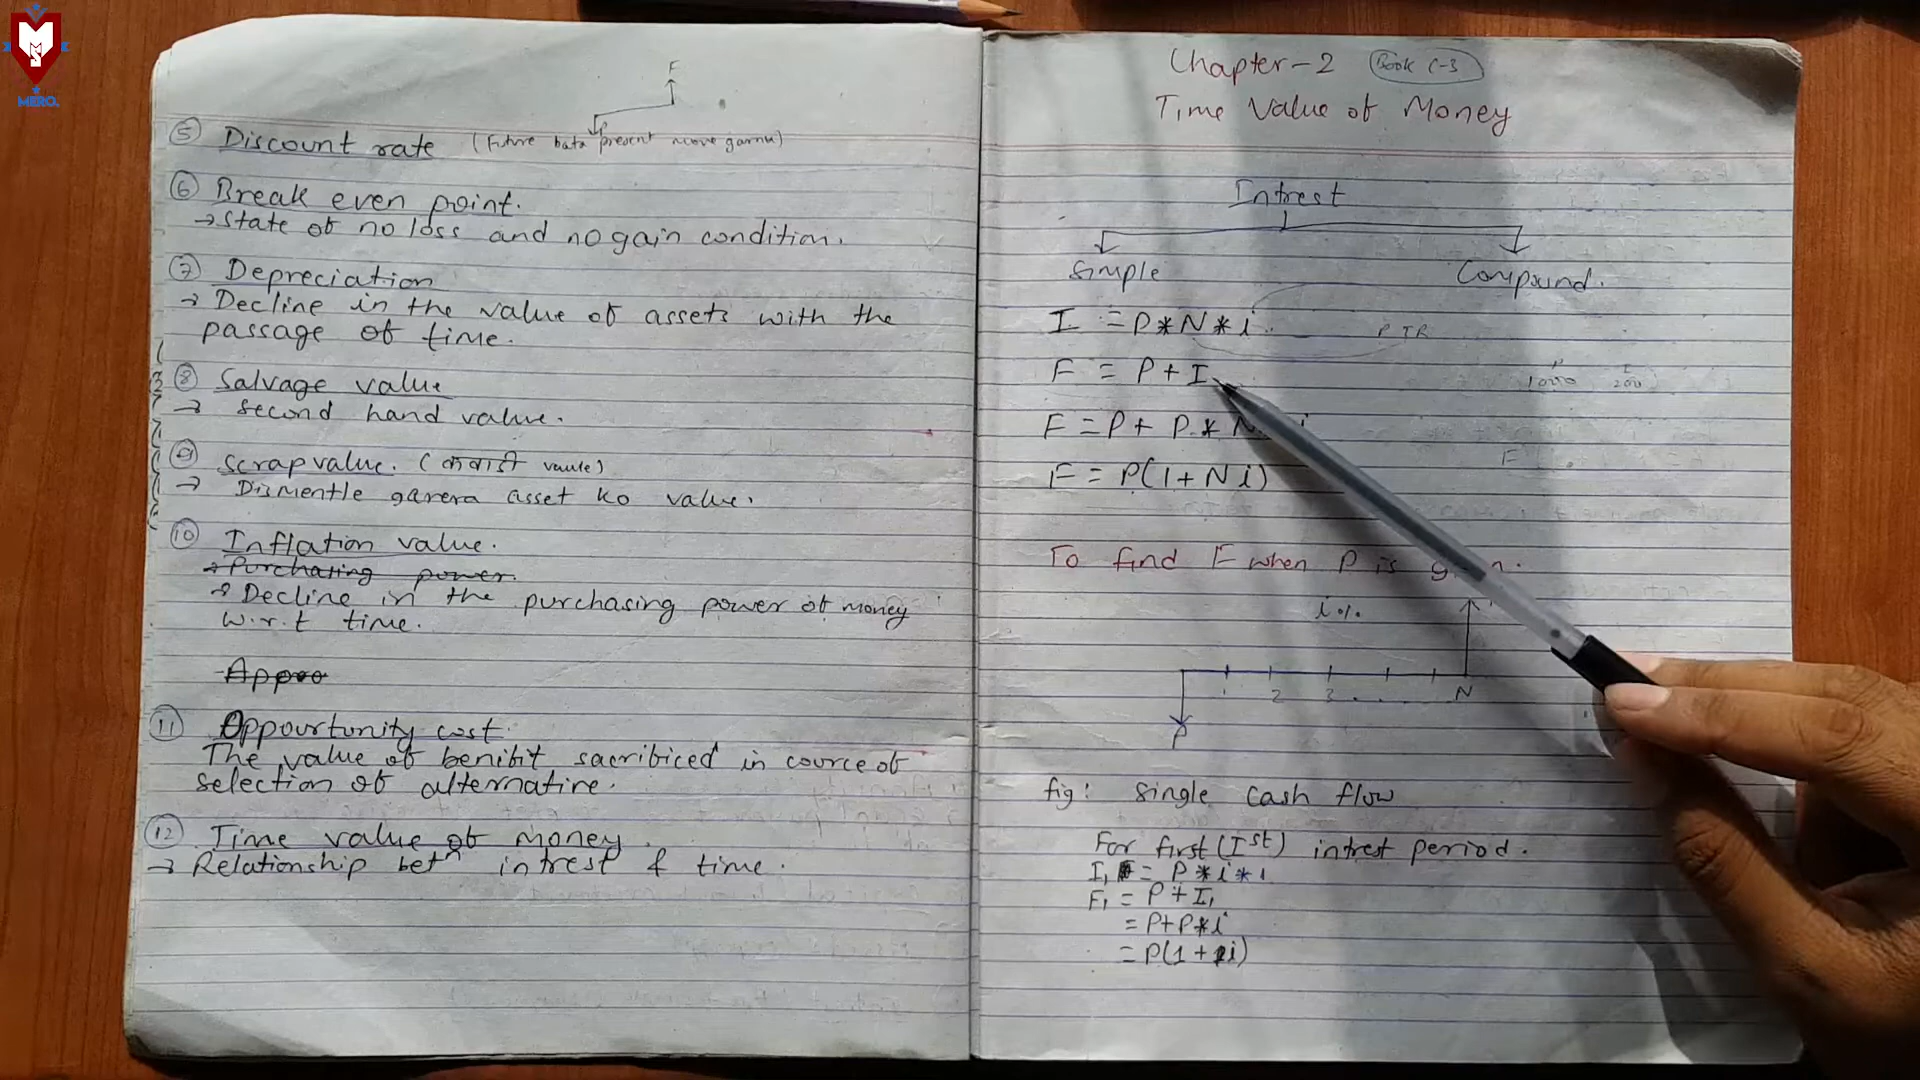 MERO.
F
⑤ Discount rate (Future bata present move garnu)
⑥ Break even point.
→ state of no loss and no gain condition.
⑦ Depreciation
→ Decline in the value of assets with the
passage of time.
⑧ Salvage value
→ second hand value.
⑨ scrap value. (कवाडी vaule)
→ Dismentle garera asset ko value.
⑩ Inflation value.
Purchasing power.
→ Decline in the purchasing power of money
w.r.t time.
Appro
⑪ Oppourtunity cost.
The value of benifit sacrificed in cource of
selection of alternative.
⑫ Time value of money.
→ Relationship betⁿ intrest & time.
Chapter-2 Book C-3
Time Value of Money
Intrest
Simple Compound.
I = P*N*i
PTR
F = P+I
1000 200
F = P+ P*N i
F
F = P(1+Ni)
To find F when P is g n.
i%
1 2 3 . . . . N
P
fig: single cash flow
For first (Ist) intrest period.
I₁ = P*i*1
F₁ = P+I₁
= P+P*i
= P(1+i)